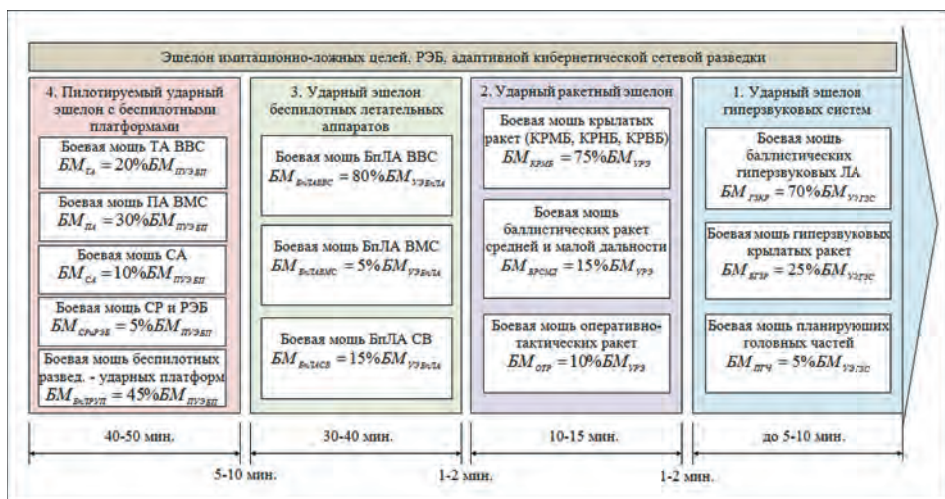 Эшелон имитационно-ложных целей, РЭБ, адаптивной кибернетической сетевой разведки
4. Пилотируемый ударный
эшелон с беспилотными
платформами
Боевая мощь ТА ВВС
БМ_ТА = 20%БМ_ПУЭБП
Боевая мощь ПА ВМС
БМ_ПА = 30%БМ_ПУЭБП
Боевая мощь СА
БМ_СА = 10%БМ_ПУЭБП
Боевая мощь СР и РЭБ
БМ_СРиРЭБ = 5%БМ_ПУЭБП
Боевая мощь беспилотных
развед. - ударных платформ
БМ_БпЛРУП = 45%БМ_ПУЭБП
3. Ударный эшелон
беспилотных летательных
аппаратов
Боевая мощь БпЛА ВВС
БМ_БпЛАВВС = 80%БМ_УЭБпЛА
Боевая мощь БпЛА ВМС
БМ_БпЛАВМС = 5%БМ_УЭБпЛА
Боевая мощь БпЛА СВ
БМ_БпЛАСВ = 15%БМ_УЭБпЛА
2. Ударный ракетный эшелон
Боевая мощь крылатых
ракет (КРМБ, КРНБ, КРВБ)
БМ_КРМБ = 75%БМ_УРЭ
Боевая мощь
баллистических ракет
средней и малой дальности
БМ_БРСМД = 15%БМ_УРЭ
Боевая мощь оперативно-
тактических ракет
БМ_ОТР = 10%БМ_УРЭ
1. Ударный эшелон
гиперзвуковых систем
Боевая мощь
баллистических
гиперзвуковых ЛА
БМ_ГЗКР = 70%БМ_УЭГЗС
Боевая мощь гиперзвуковых
крылатых ракет
БМ_БГЗР = 25%БМ_УЭГЗС
Боевая мощь планирующих
головных частей
БМ_ПГЧ = 5%БМ_УЭГЗС
40-50 мин.
30-40 мин.
10-15 мин.
до 5-10 мин.
5-10 мин.
1-2 мин.
1-2 мин.